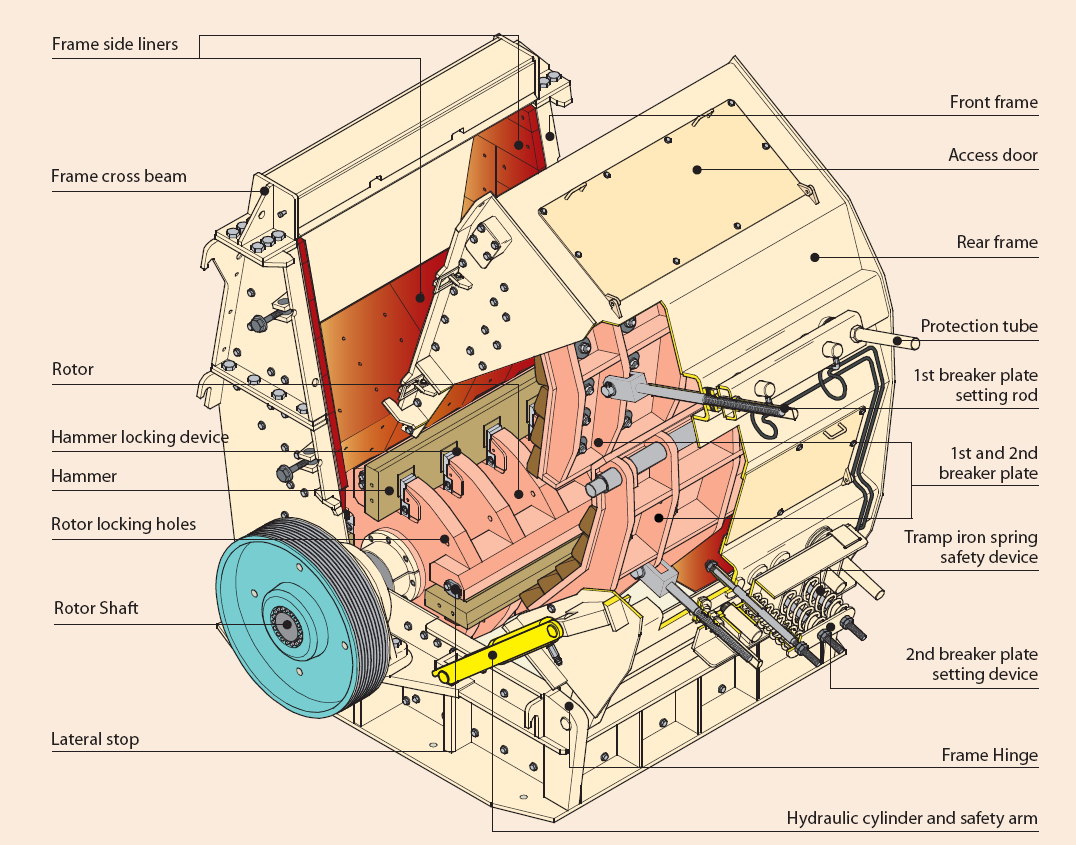 Frame side liners
Frame cross beam
Rotor
Hammer locking device
Hammer
Rotor locking holes
Rotor Shaft
Lateral stop
Front frame
Access door
Rear frame
Protection tube
1st breaker plate
setting rod
1st and 2nd
breaker plate
Tramp iron spring
safety device
2nd breaker plate
setting device
Frame Hinge
Hydraulic cylinder and safety arm